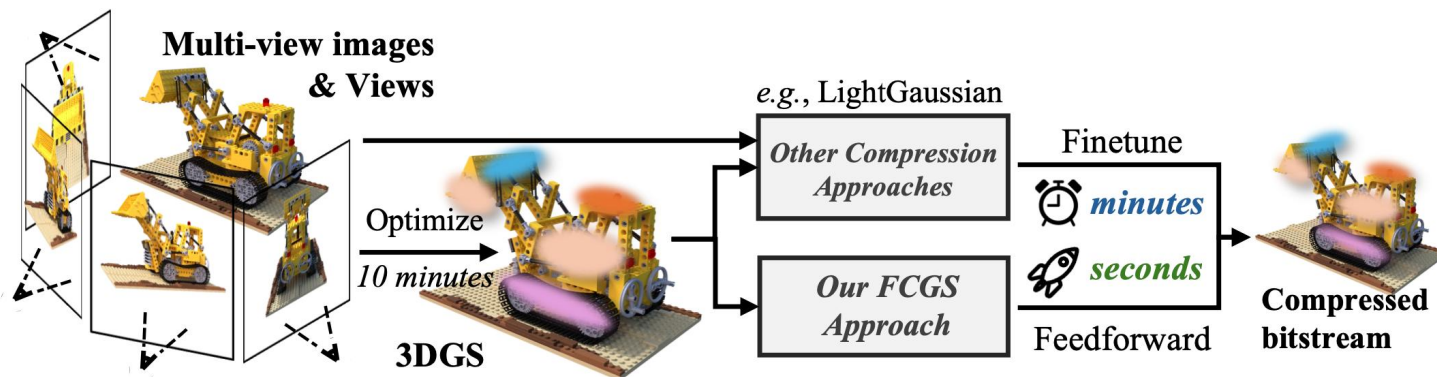 Multi-view images
& Views
Optimize
10 minutes
3DGS
e.g., LightGaussian
Other Compression
Approaches
Our FCGS
Approach
Finetune
minutes
seconds
Feedforward
Compressed
bitstream